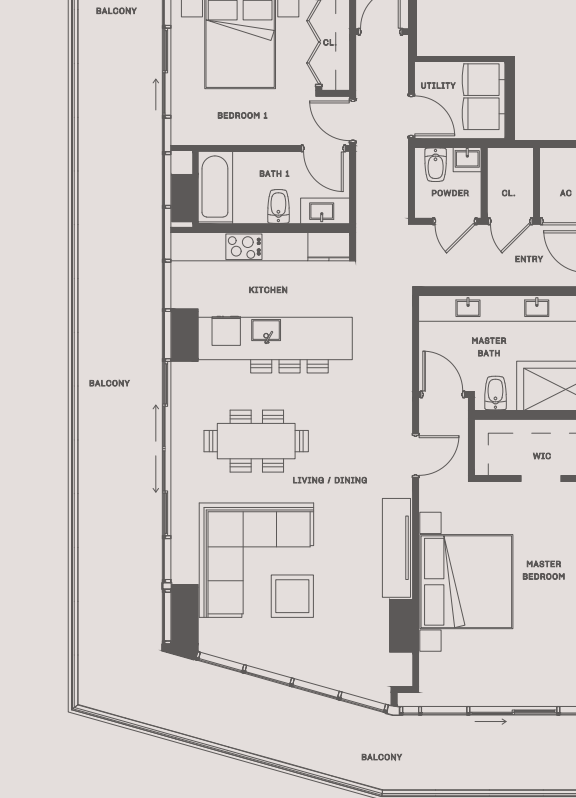 BALCONY
CL.
UTILITY
BEDROOM 1
BATH 1
POWDER
CL.
AC
ENTRY
KITCHEN
MASTER
BATH
BALCONY
WIC
LIVING / DINING
MASTER
BEDROOM
BALCONY